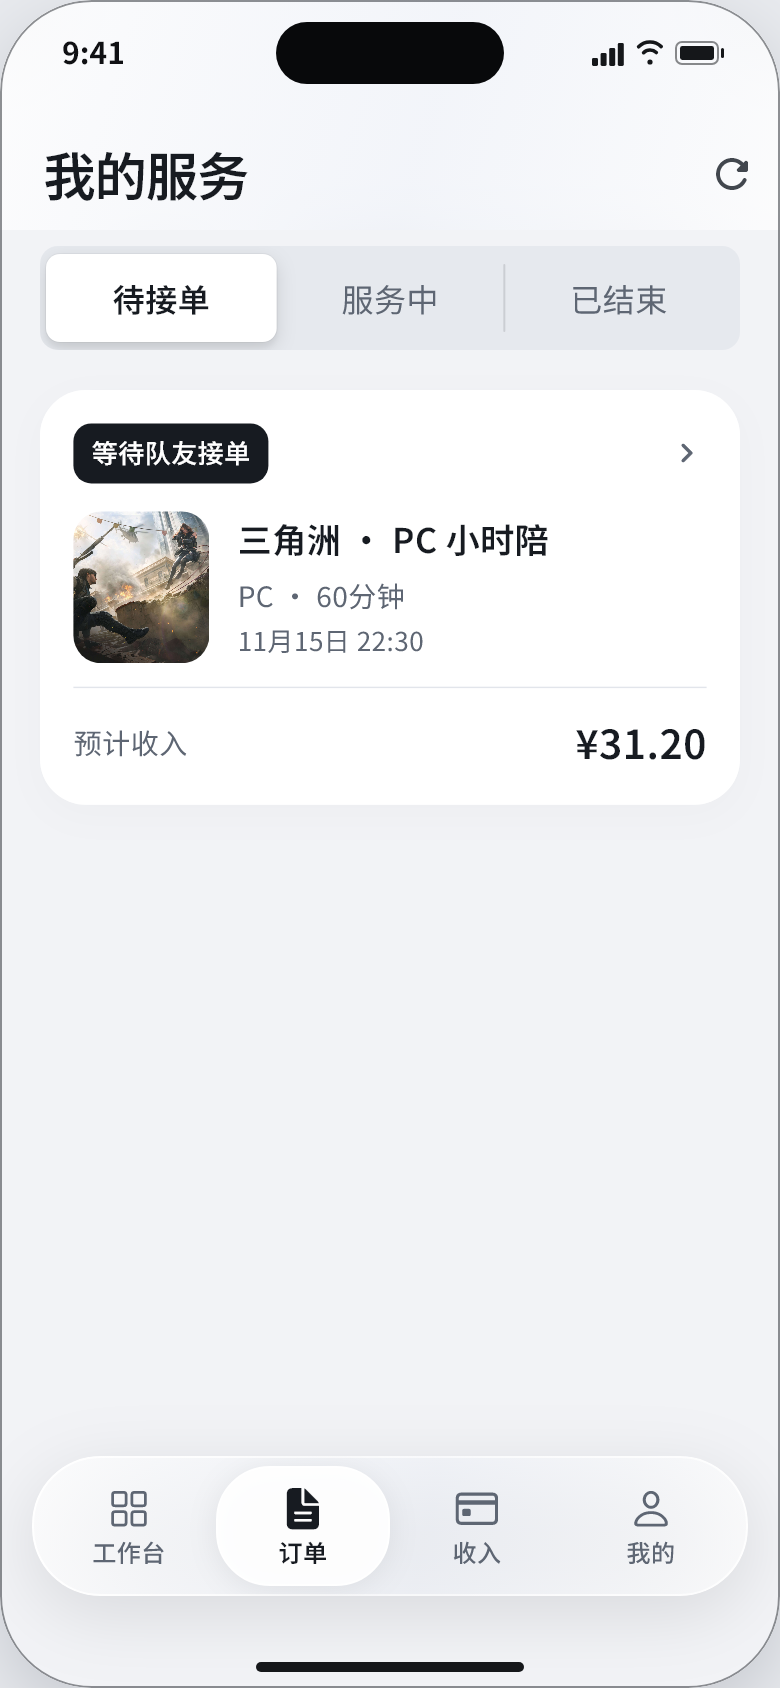 9:41
我的服务
待接单
服务中
已结束
等待队友接单
三角洲 · PC 小时陪
PC · 60分钟
11月15日 22:30
预计收入
¥31.20
工作台
订单
收入
我的